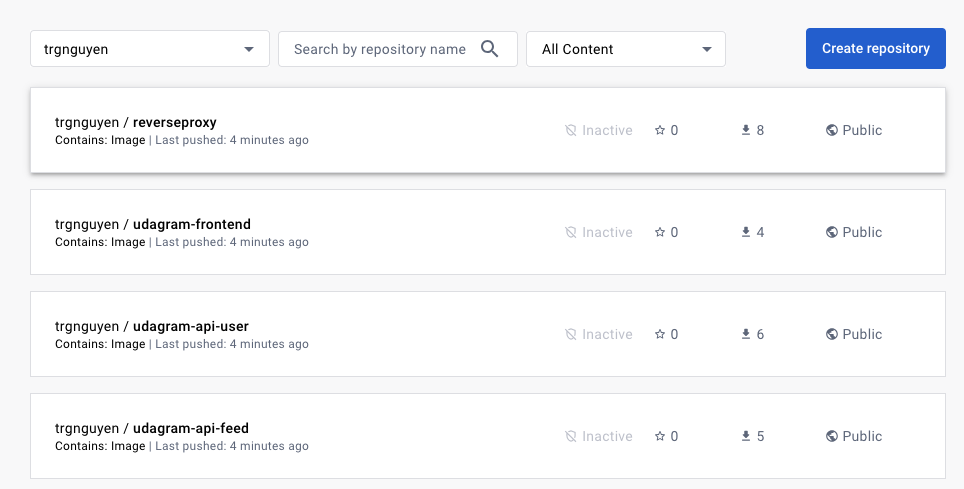 trgnguyen Search by repository name All Content Create repository
trgnguyen / reverseproxy Inactive 0 8 Public
Contains: Image | Last pushed: 4 minutes ago
trgnguyen / udagram-frontend Inactive 0 4 Public
Contains: Image | Last pushed: 4 minutes ago
trgnguyen / udagram-api-user Inactive 0 6 Public
Contains: Image | Last pushed: 4 minutes ago
trgnguyen / udagram-api-feed Inactive 0 5 Public
Contains: Image | Last pushed: 4 minutes ago